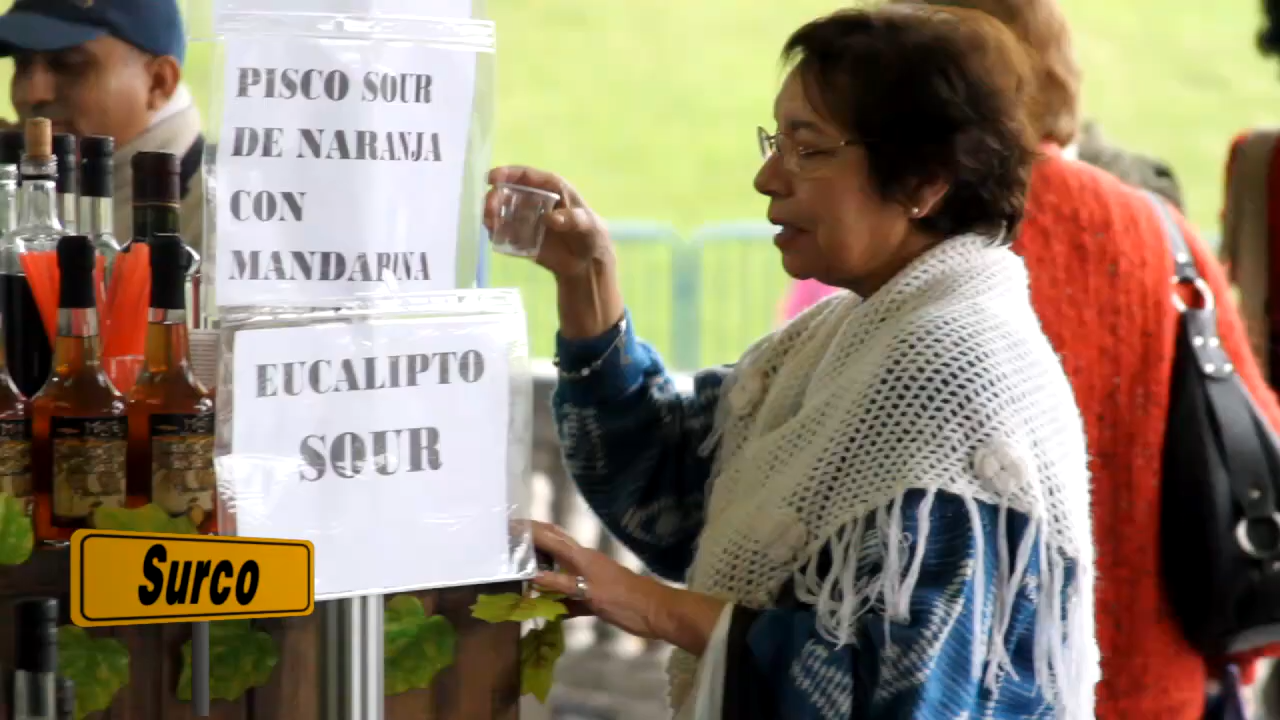 PISCO SOUR
DE NARANJA
CON
MANDARINA
EUCALIPTO
SOUR
Surco